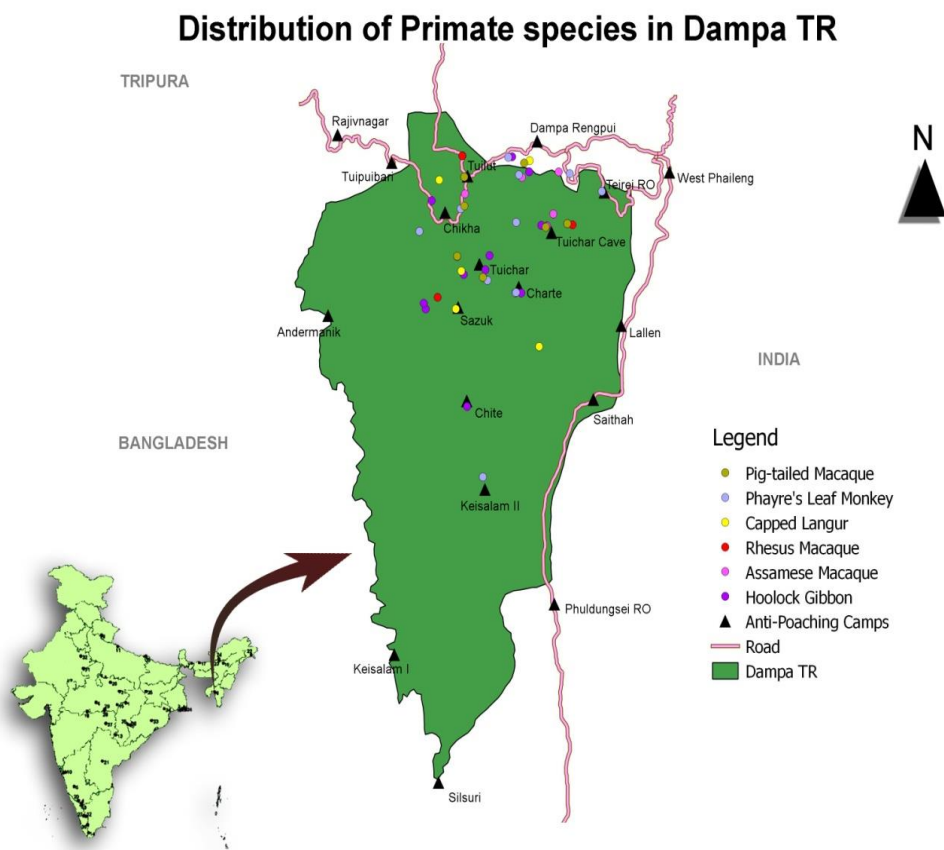 Distribution of Primate species in Dampa TR
TRIPURA
Rajivnagar
Dampa Rengpui
N
Tuipuibari
Tuilut
West Phaileng
Teirei RO
Chikha
Tuichar Cave
Tuichar
Charte
Sazuk
Andermanik
Lallen
INDIA
Chite
Saithah
BANGLADESH
Keisalam II
Legend
Pig-tailed Macaque
Phayre's Leaf Monkey
Capped Langur
Rhesus Macaque
Assamese Macaque
Hoolock Gibbon
Anti-Poaching Camps
Road
Dampa TR
Phuldungsei RO
Keisalam I
Silsuri